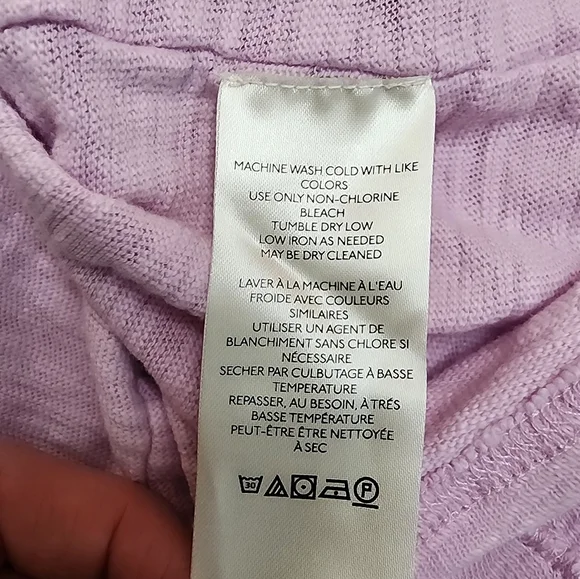 MACHINE WASH COLD WITH LIKE
COLORS
USE ONLY NON-CHLORINE
BLEACH
TUMBLE DRY LOW
LOW IRON AS NEEDED
MAY BE DRY CLEANED
LAVER À LA MACHINE À L'EAU
FROIDE AVEC COULEURS
SIMILAIRES
UTILISER UN AGENT DE
BLANCHIMENT SANS CHLORE SI
NÉCESSAIRE
SECHER PAR CULBUTAGE À BASSE
TEMPERATURE
REPASSER, AU BESOIN, À TRÉS
BASSE TEMPÉRATURE
PEUT-ÊTRE ÊTRE NETTOYÉE
À SEC
30 P